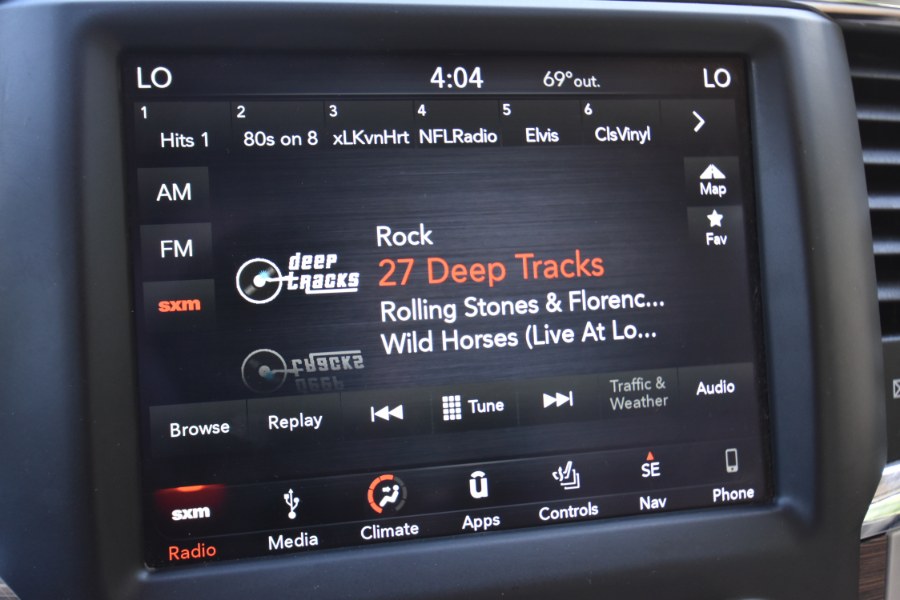 LO 4:04 69°out. LO
1 2 3 4 5 6
Hits 1 80s on 8 xLKvnHrt NFLRadio Elvis ClsVinyl
AM
Map
FM
Fav
sxm
deep
tracks
Rock
27 Deep Tracks
Rolling Stones & Florenc...
Wild Horses (Live At Lo...
Browse Replay Tune Traffic &
Weather Audio
sxm SE
Radio Media Climate Apps Controls Nav Phone